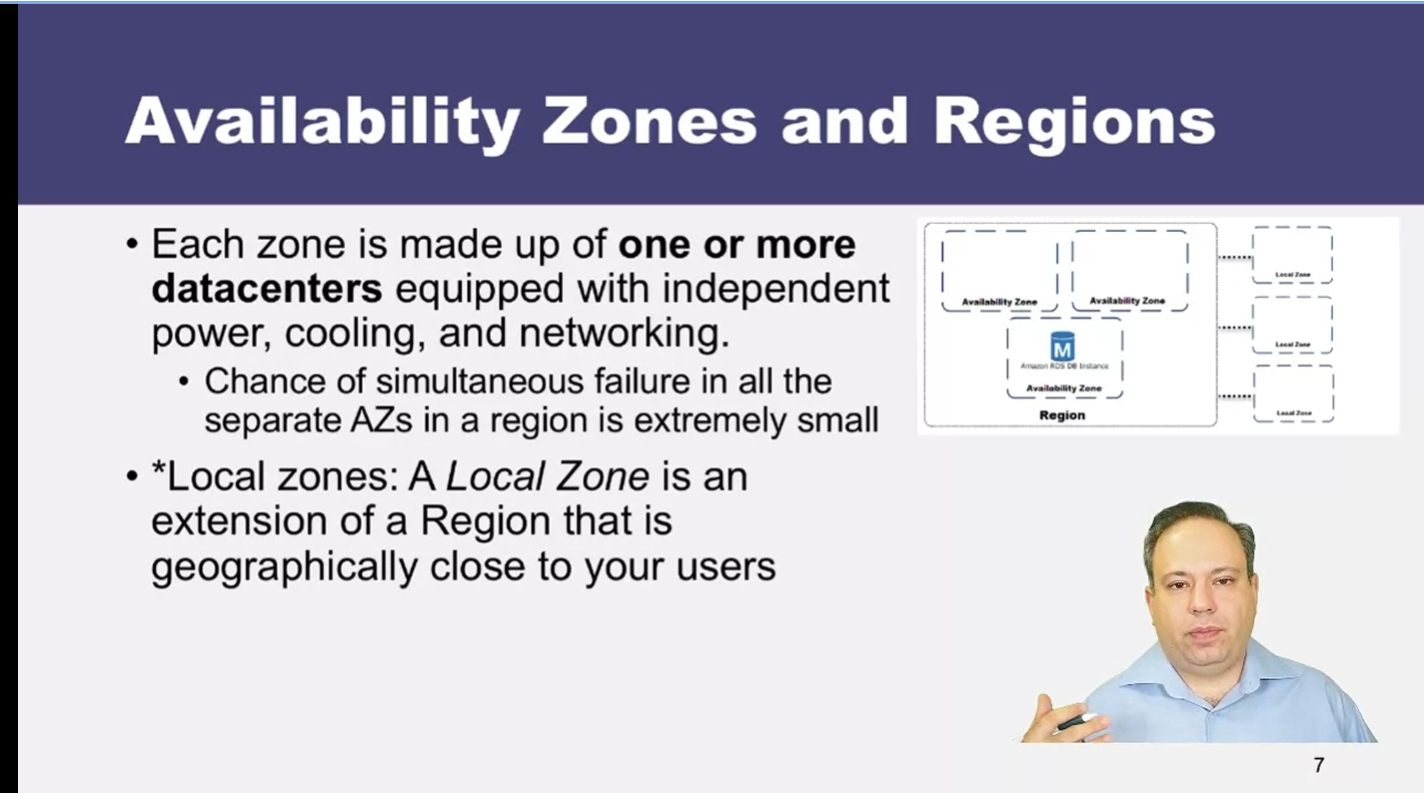 Availability Zones and Regions
• Each zone is made up of one or more
datacenters equipped with independent
power, cooling, and networking.
• Chance of simultaneous failure in all the
separate AZs in a region is extremely small
• *Local zones: A Local Zone is an
extension of a Region that is
geographically close to your users
Availability Zone
Availability Zone
M
Amazon RDS DB Instance
Availability Zone
Region
Local Zone
Local Zone
Local Zone
7